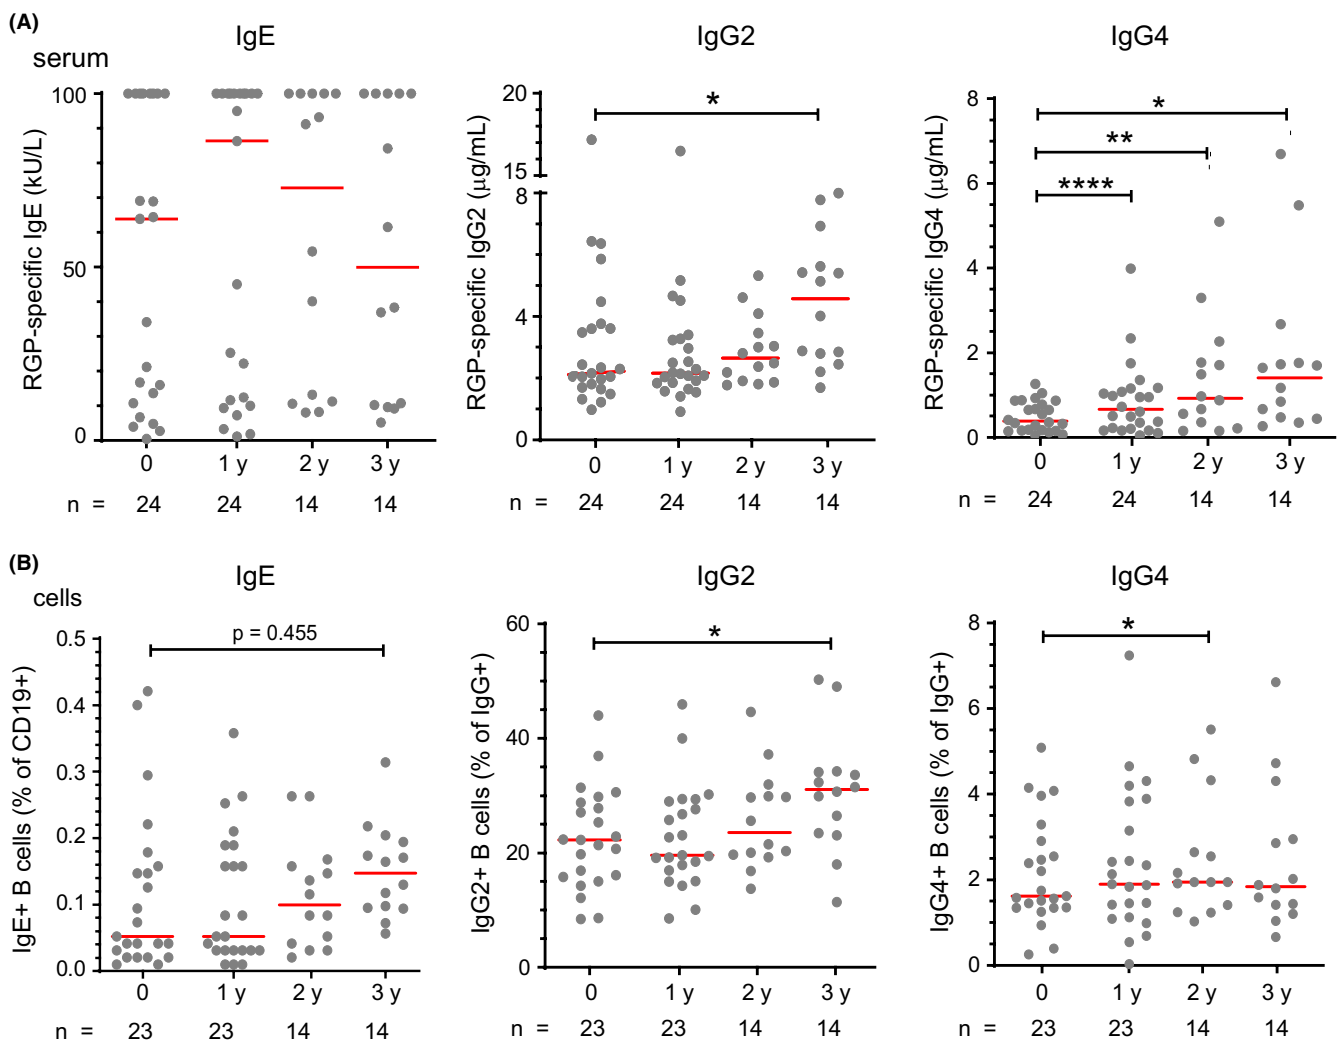 (A)
serum
IgE
IgG2
IgG4
RGP-specific IgE (kU/L)
100
50
0
0 1 y 2 y 3 y
n = 24 24 14 14
RGP-specific IgG2 (µg/mL)
20
15
8
4
0
*
0 1 y 2 y 3 y
n = 24 24 14 14
RGP-specific IgG4 (µg/mL)
8
6
4
2
0
*
**
****
0 1 y 2 y 3 y
n = 24 24 14 14
(B)
cells
IgE
IgG2
IgG4
IgE+ B cells (% of CD19+)
0.5
0.4
0.3
0.2
0.1
0.0
p = 0.455
0 1 y 2 y 3 y
n = 23 23 14 14
IgG2+ B cells (% of IgG+)
60
40
20
0
*
0 1 y 2 y 3 y
n = 23 23 14 14
IgG4+ B cells (% of IgG+)
8
6
4
2
0
*
0 1 y 2 y 3 y
n = 23 23 14 14